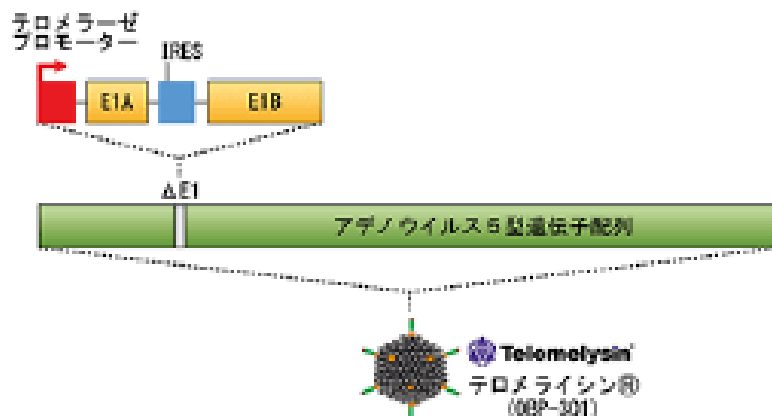 テロメラーゼ
プロモーター
IRES
E1A
E1B
ΔE1
アデノウイルス5型遺伝子配列
Telomelysin
テロメライシン®
(OBP-301)